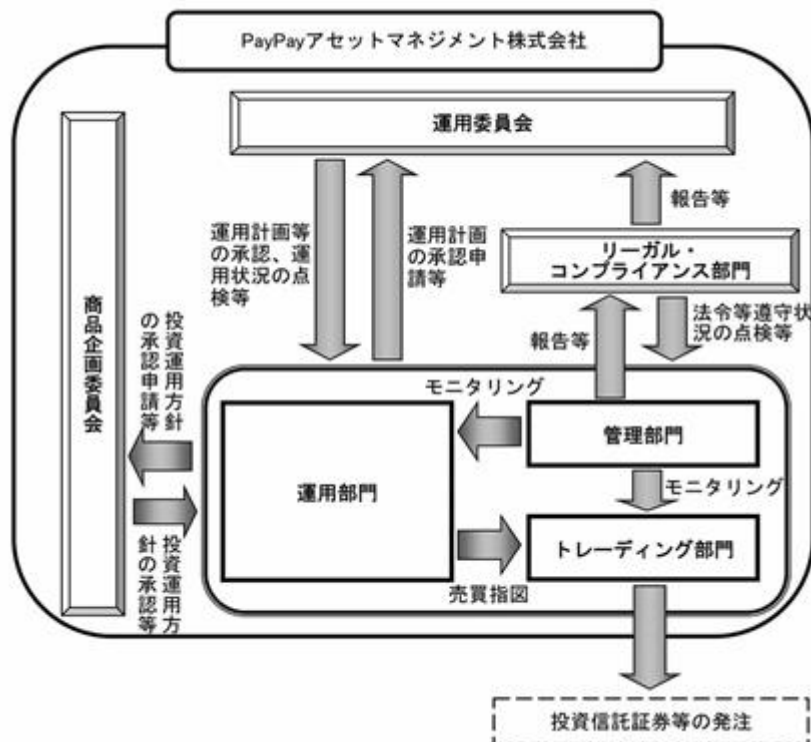 PayPayアセットマネジメント株式会社
運用委員会
運用計画等
の承認、運
用状況の点
検等
運用計画
の承認申
請等
報告等
リーガル・
コンプライアンス部門
商品企画委員会
投資運用方針
の承認申請等
報告等
法令等遵守状
況の点検等
モニタリング
運用部門
管理部門
モニタリング
投資運用方
針の承認等
トレーディング部門
売買指図
投資信託証券等の発注